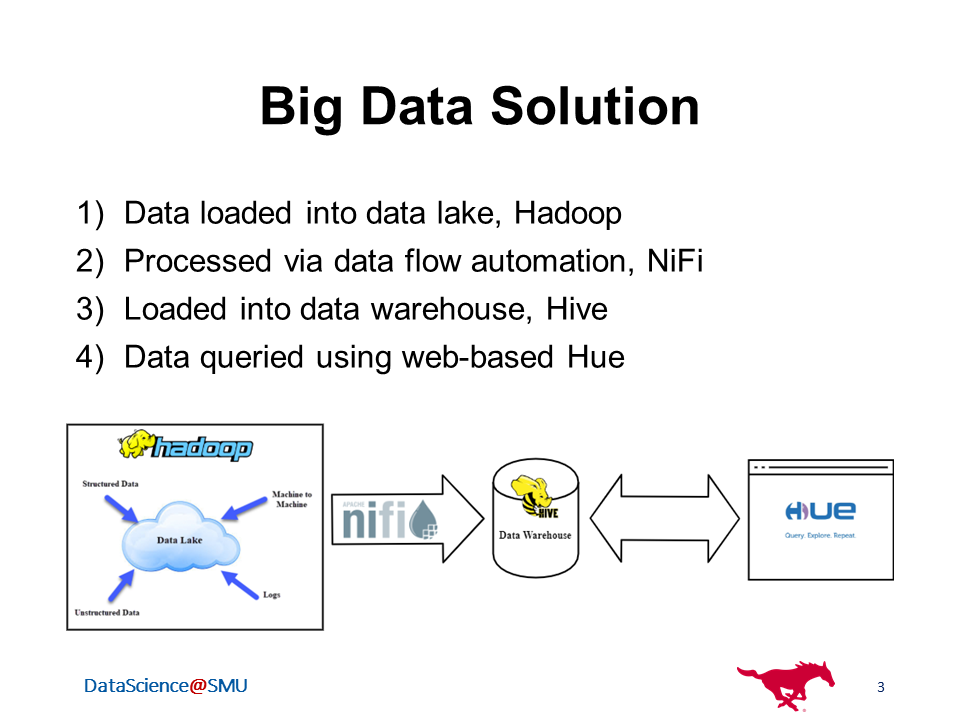 Big Data Solution
1) Data loaded into data lake, Hadoop
2) Processed via data flow automation, NiFi
3) Loaded into data warehouse, Hive
4) Data queried using web-based Hue
hadoop
Structured Data
Machine to
Machine
Data Lake
Logs
Unstructured Data
APACHE
nifi
HIVE
Data Warehouse
HUE
Query. Explore. Repeat.
DataScience@SMU
3